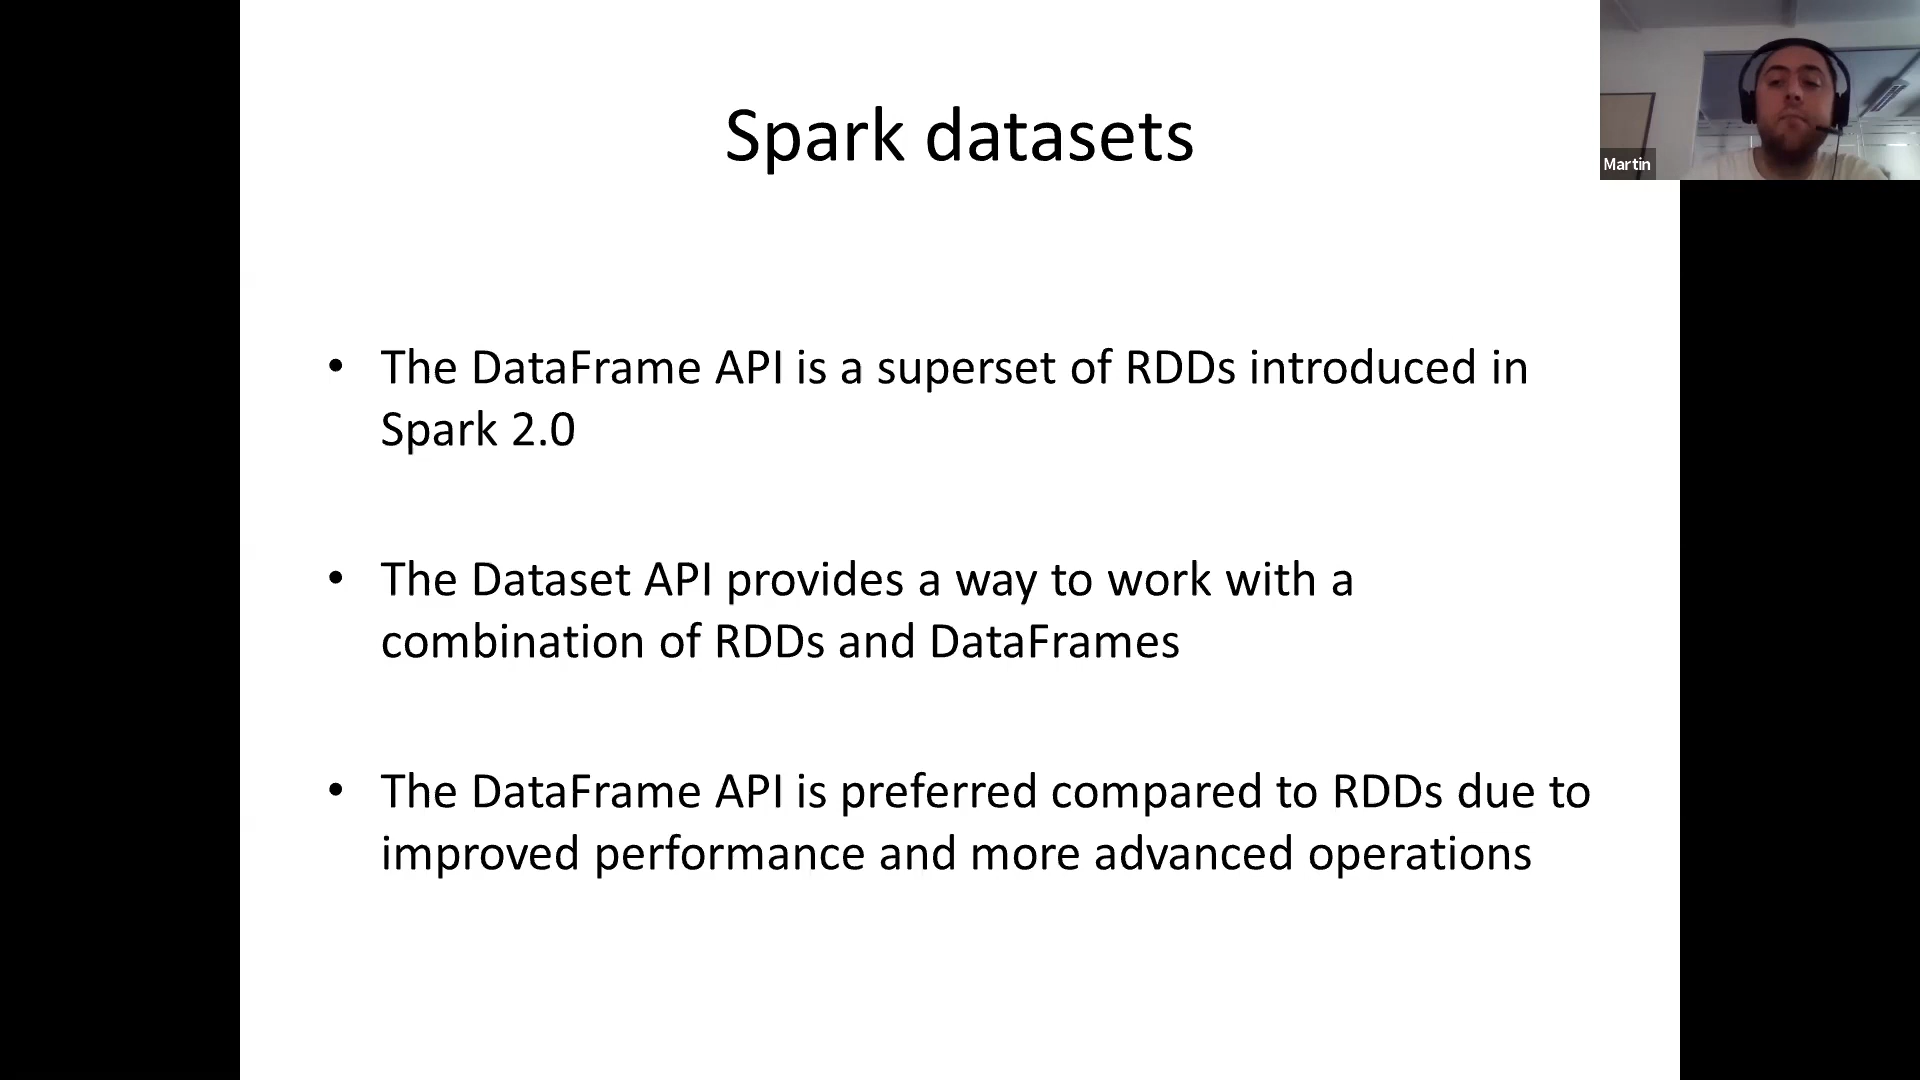 Spark datasets
Martin
• The DataFrame API is a superset of RDDs introduced in
Spark 2.0
• The Dataset API provides a way to work with a
combination of RDDs and DataFrames
• The DataFrame API is preferred compared to RDDs due to
improved performance and more advanced operations